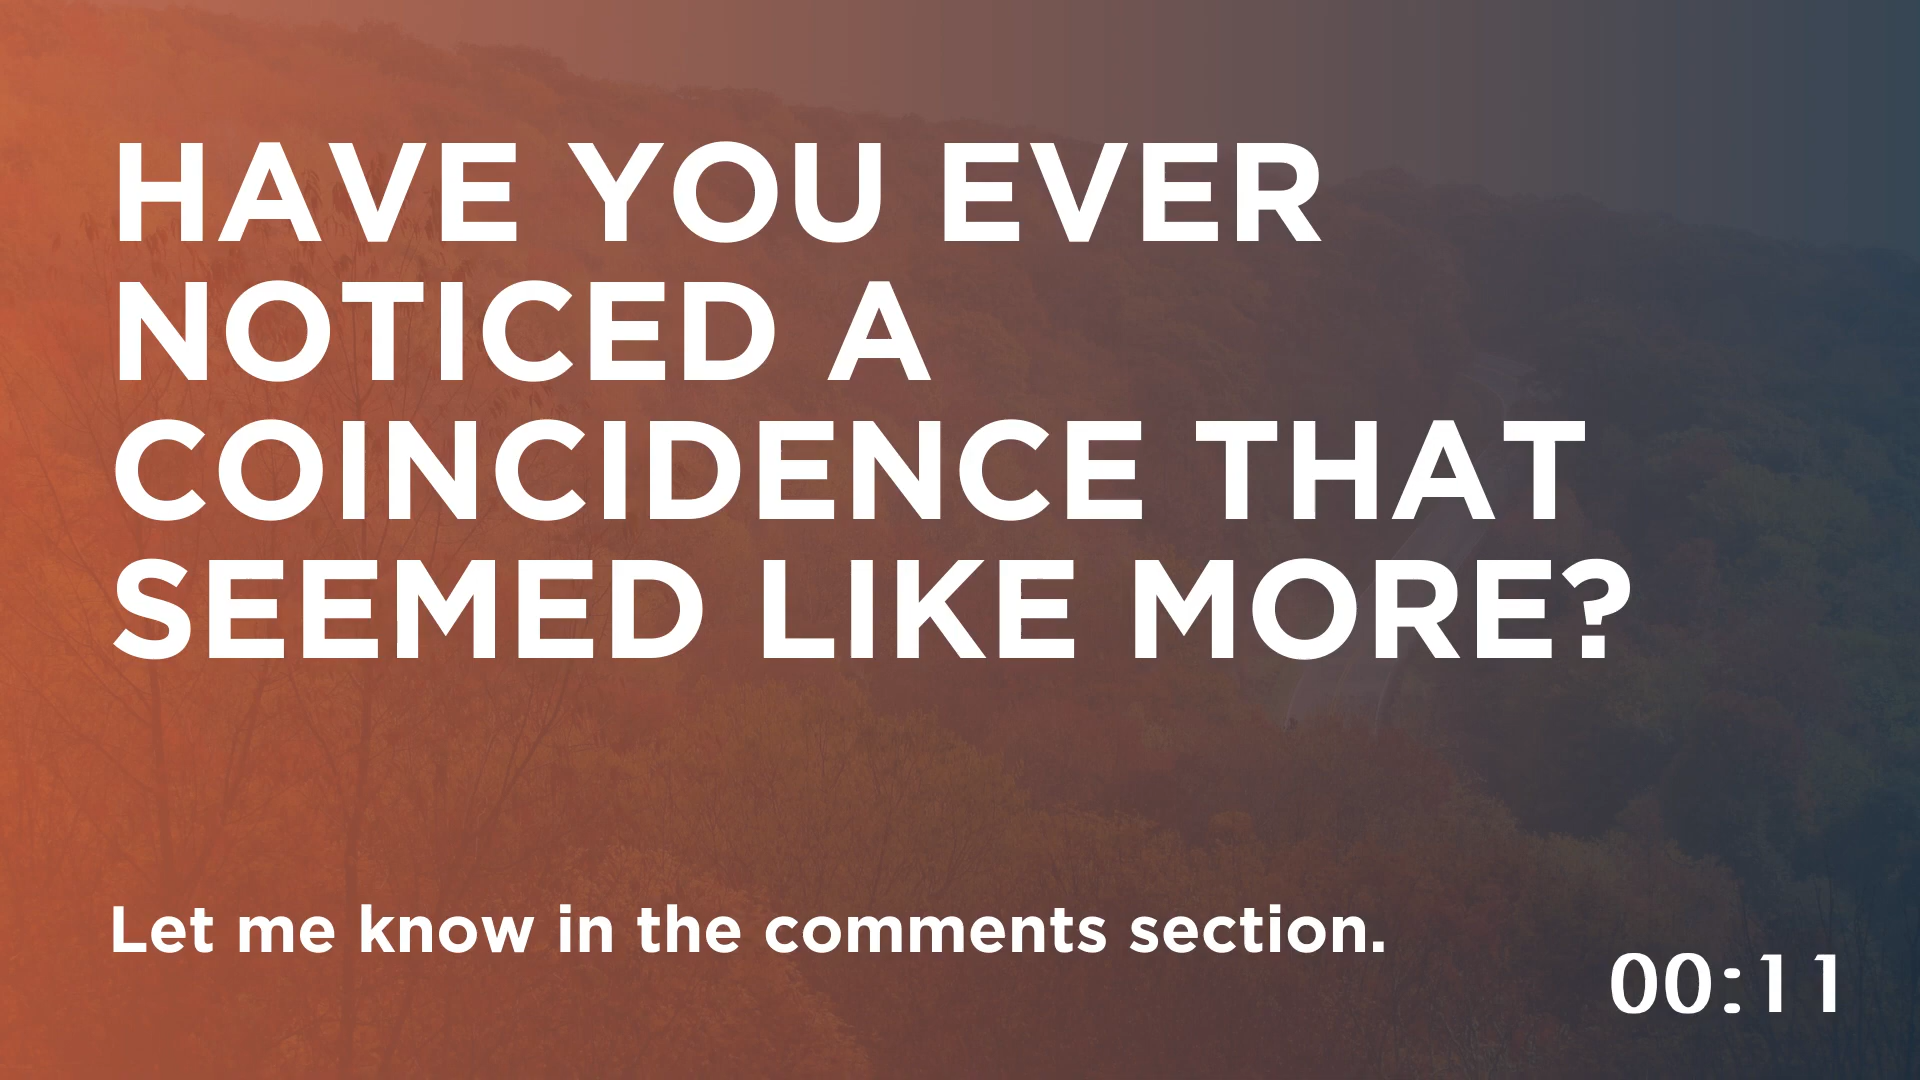 HAVE YOU EVER
NOTICED A
COINCIDENCE THAT
SEEMED LIKE MORE?
Let me know in the comments section.
00:11